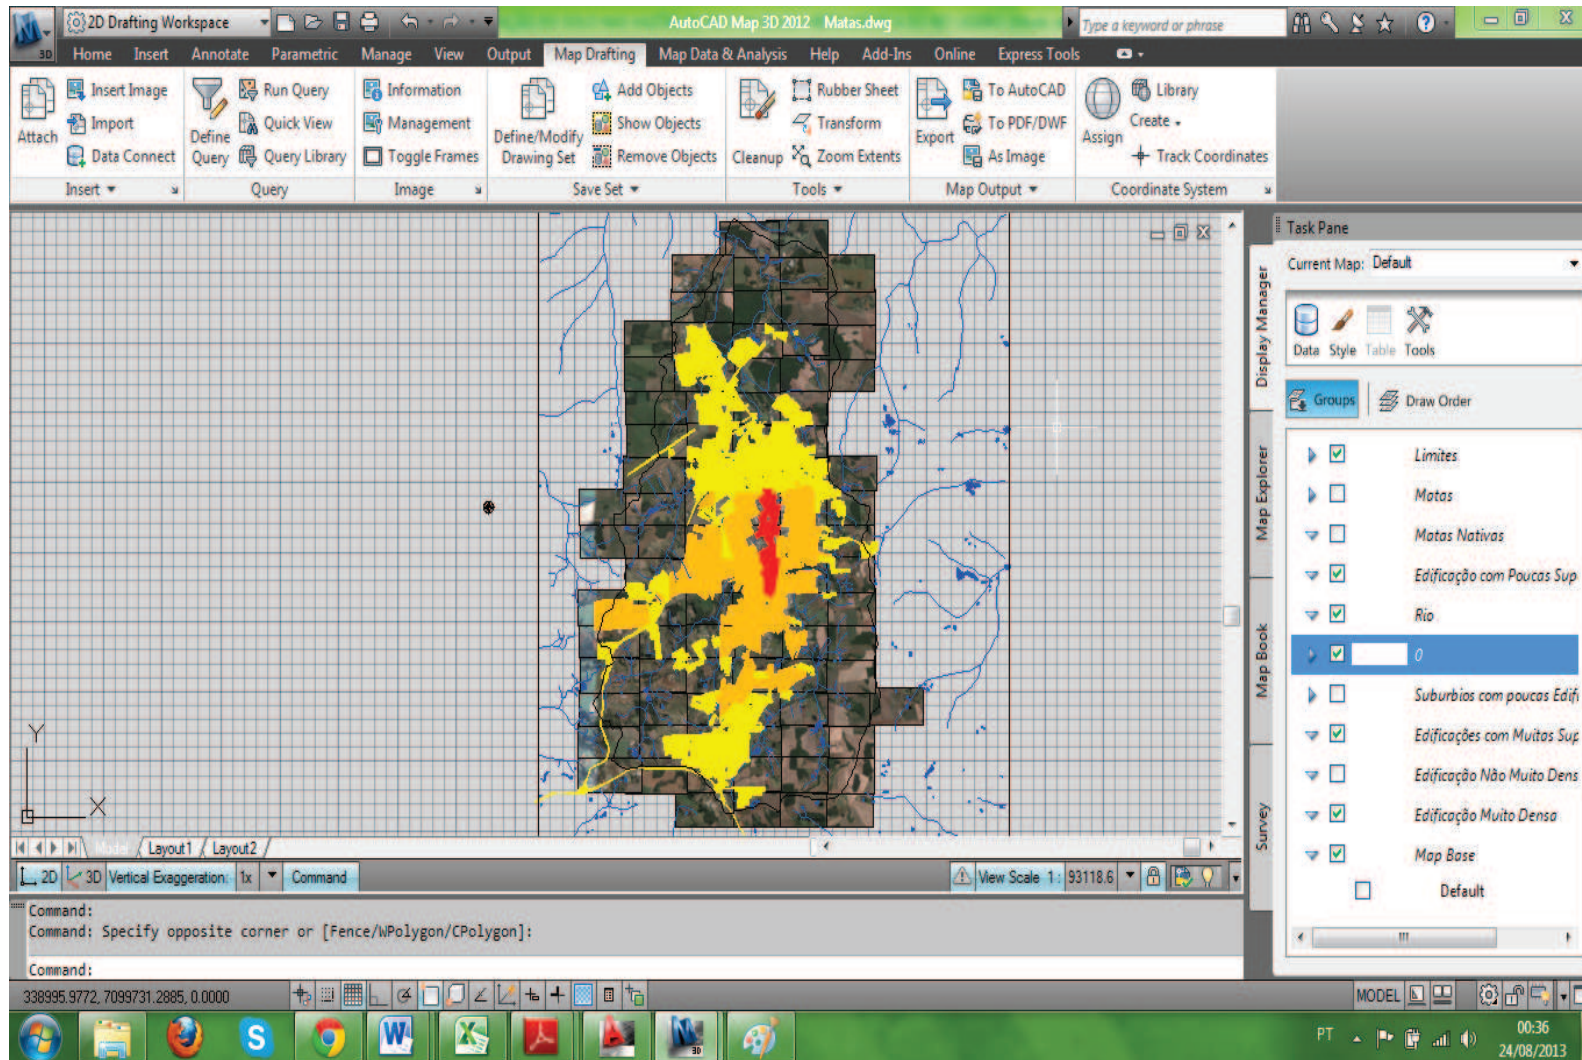 2D Drafting Workspace
AutoCAD Map 3D 2012 Matas.dwg
Type a keyword or phrase
3D
Home Insert Annotate Parametric Manage View Output Map Drafting Map Data & Analysis Help Add-Ins Online Express Tools
Attach
Insert Image
Import
Data Connect
Define Query
Run Query
Quick View
Query Library
Information
Management
Toggle Frames
Define/Modify Drawing Set
Add Objects
Show Objects
Remove Objects
Cleanup
Rubber Sheet
Transform
Zoom Extents
Export
To AutoCAD
To PDF/DWF
As Image
Assign
Library
Create
Track Coordinates
Insert
Query
Image
Save Set
Tools
Map Output
Coordinate System
Task Pane
Current Map: Default
Data Style Table Tools
Groups
Draw Order
Display Manager
Map Explorer
Map Book
Survey
Limites
Matas
Matas Nativas
Edificação com Poucas Sup
Rio
0
Suburbios com poucas Edifi
Edificações com Muitas Sup
Edificação Não Muito Dens
Edificação Muito Densa
Map Base
Default
Y
X
Model Layout1 Layout2
2D 3D Vertical Exaggeration: 1x Command
View Scale 1: 93118.6
Command:
Command: Specify opposite corner or [Fence/WPolygon/CPolygon]:
Command:
338995.9772, 7099731.2885, 0.0000
MODEL
PT
00:36
24/08/2013